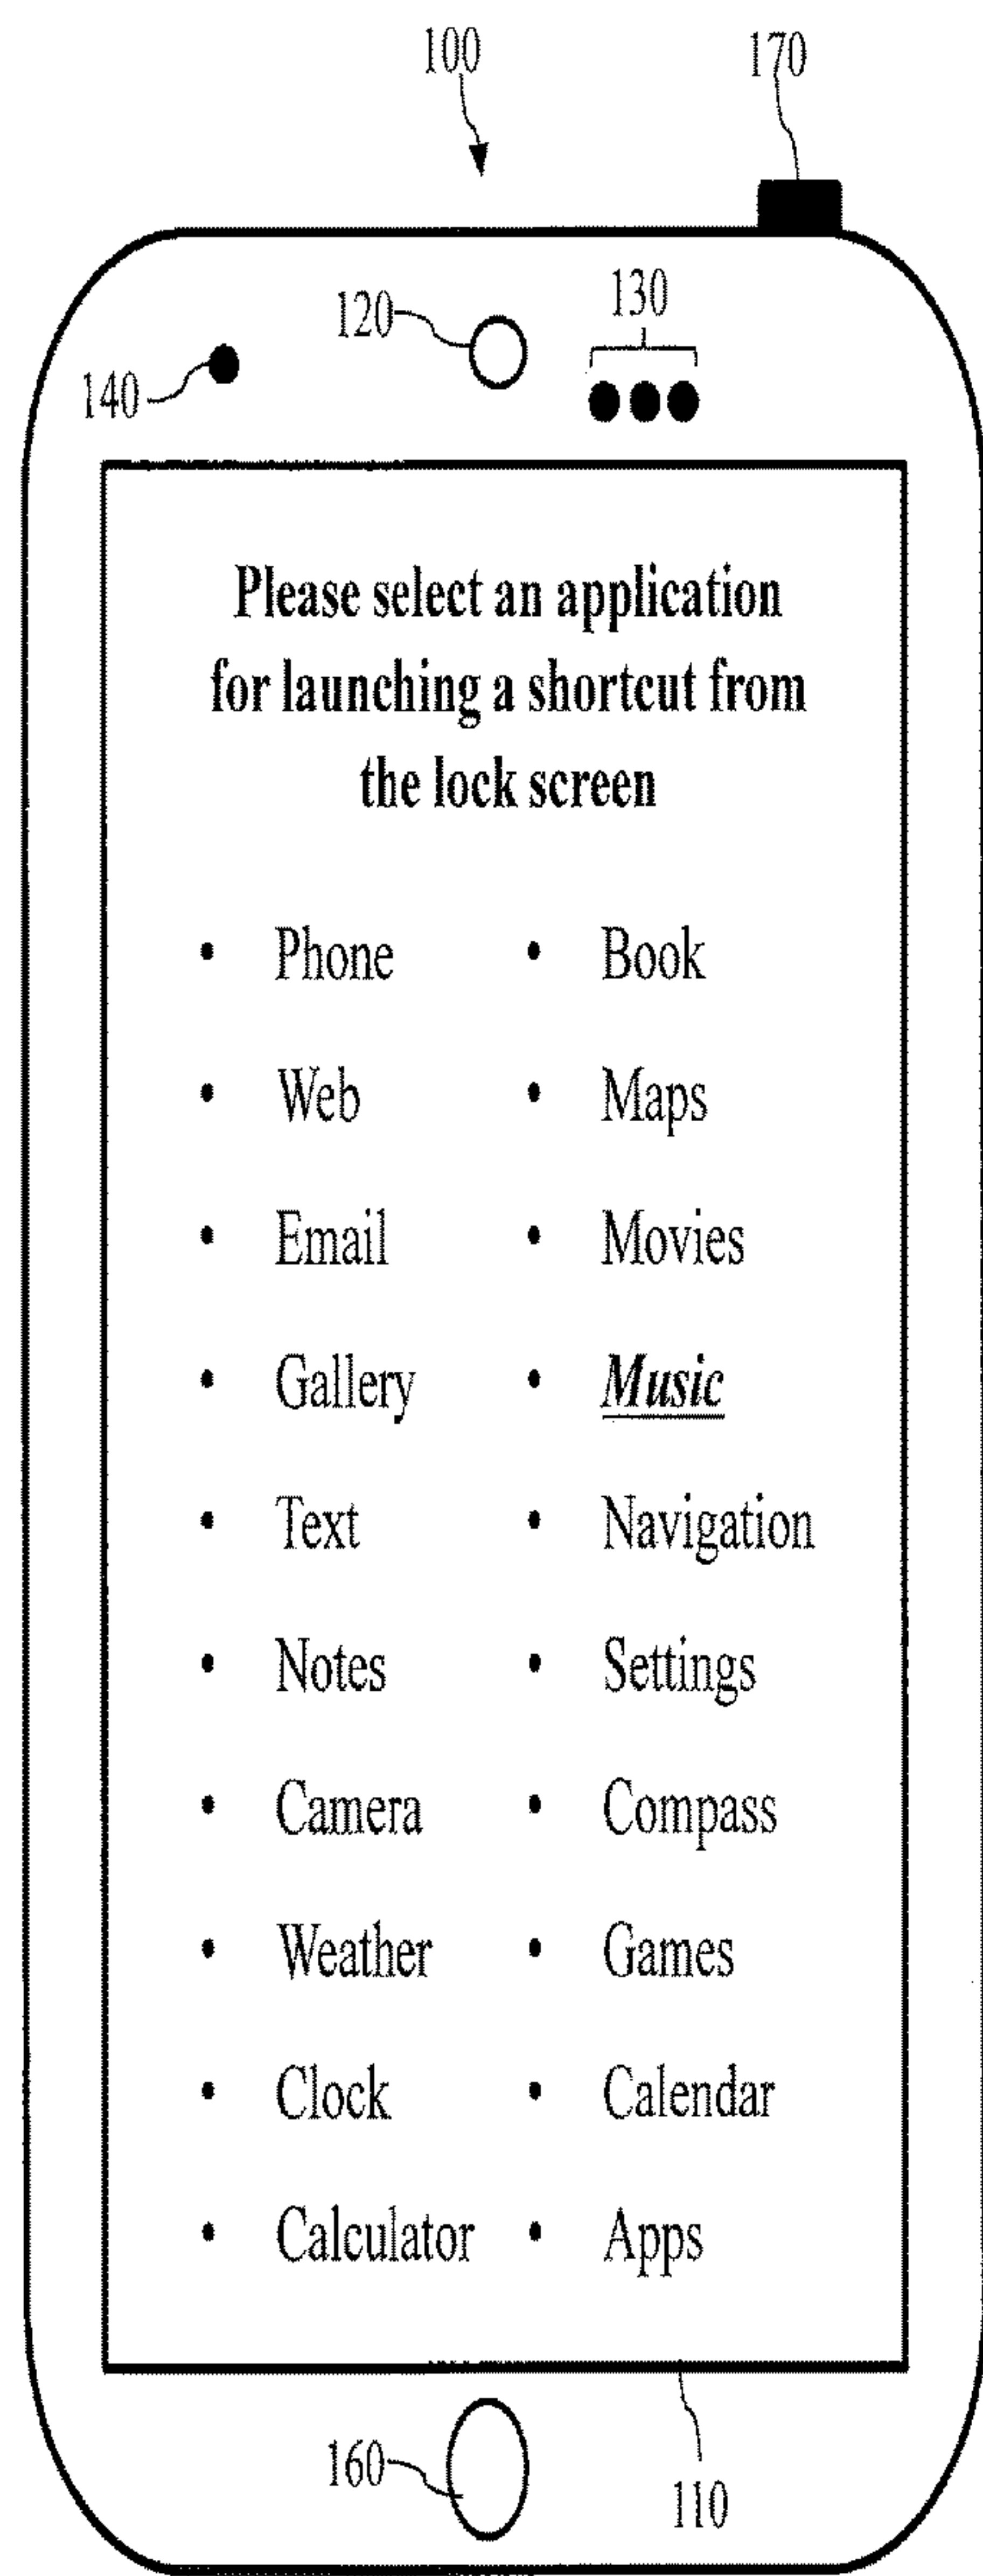 100
170
120
130
140
Please select an application
for launching a shortcut from
the lock screen
• Phone • Book
• Web • Maps
• Email • Movies
• Gallery • Music
• Text • Navigation
• Notes • Settings
• Camera • Compass
• Weather • Games
• Clock • Calendar
• Calculator • Apps
160
110